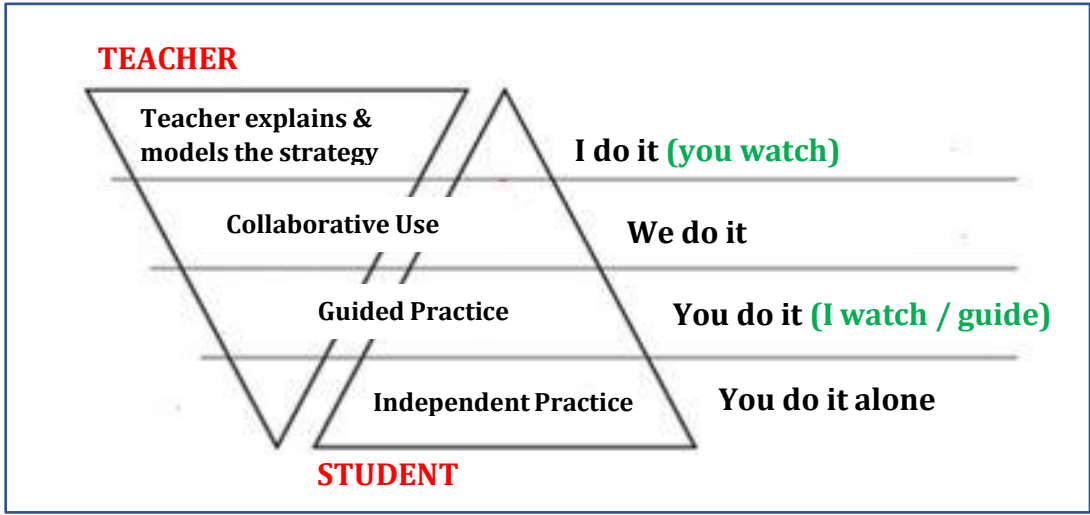 TEACHER
Teacher explains &
models the strategy
I do it (you watch)
Collaborative Use
We do it
Guided Practice
You do it (I watch / guide)
Independent Practice
You do it alone
STUDENT